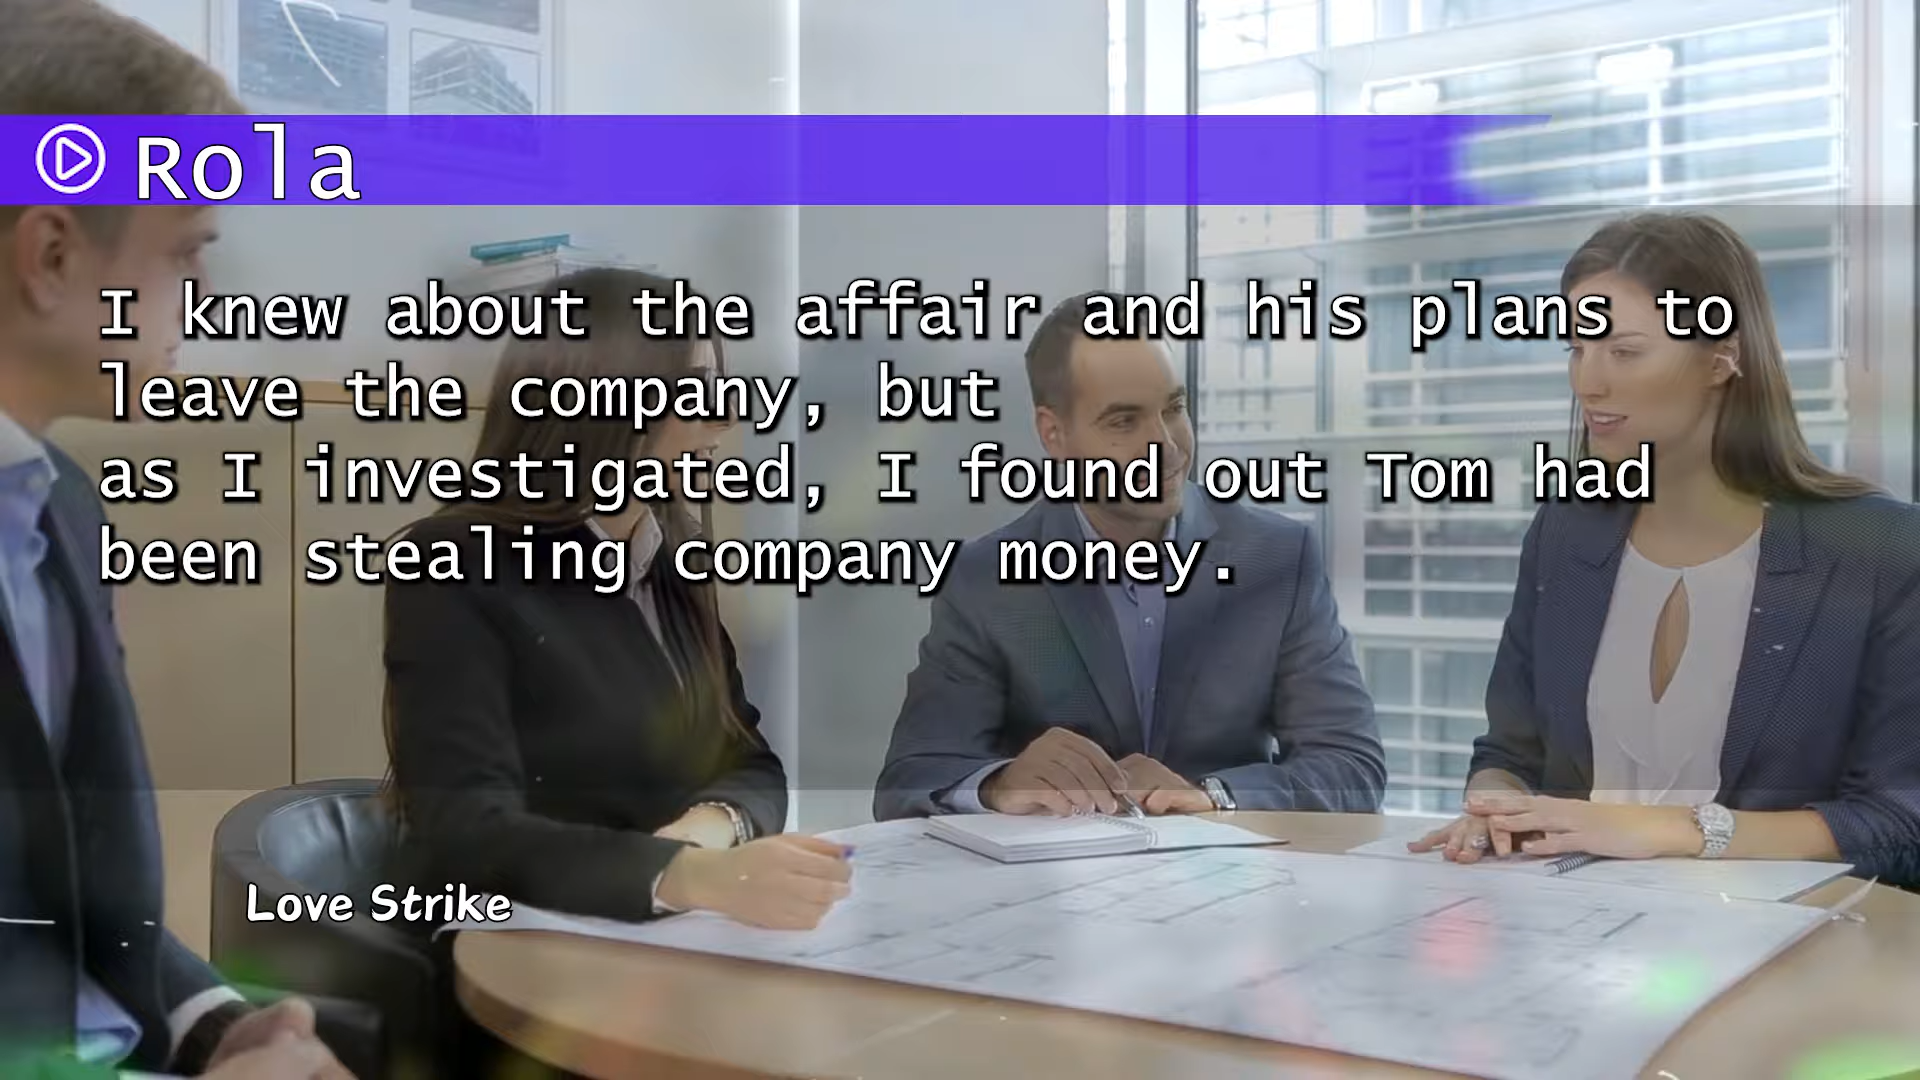 Rola
I knew about the affair and his plans to
leave the company, but
as I investigated, I found out Tom had
been stealing company money.
Love Strike